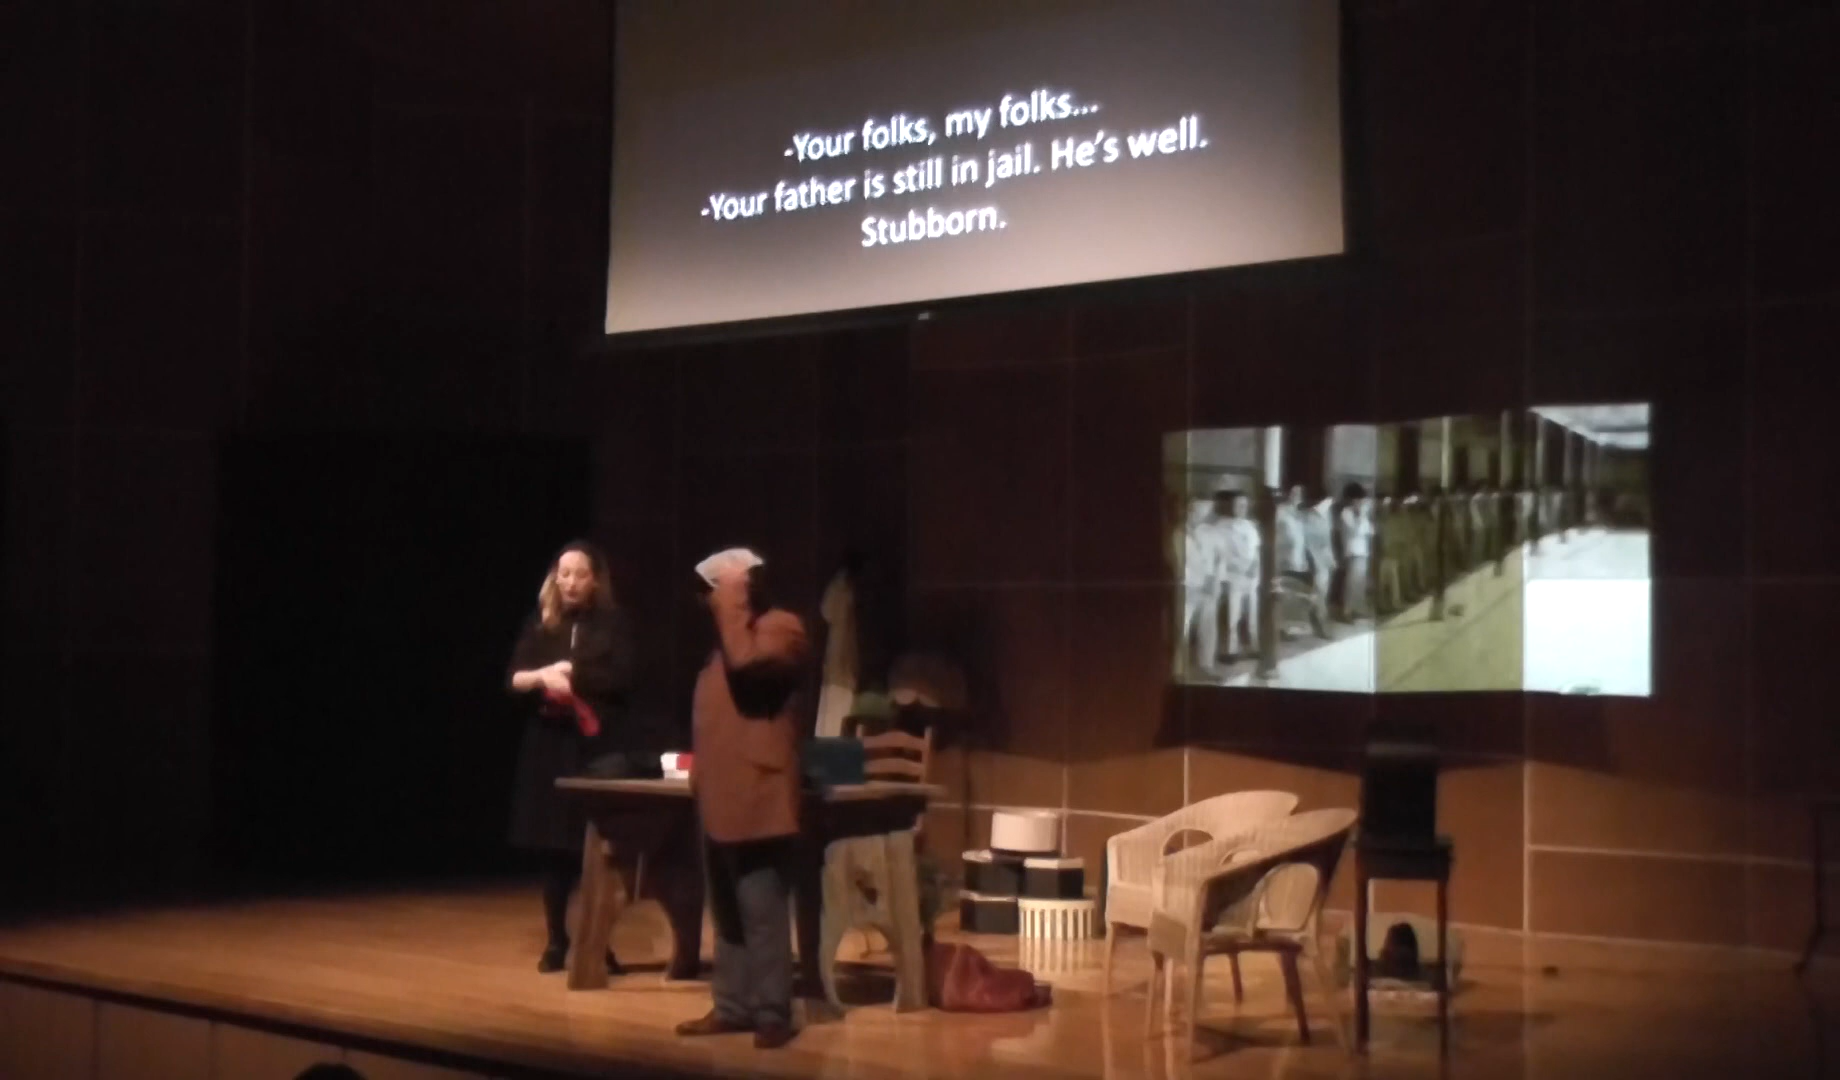 -Your folks, my folks...
-Your father is still in jail. He's well.
Stubborn.